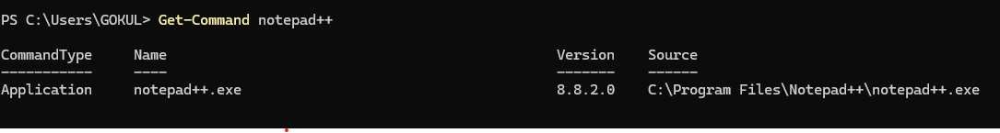 PS C:\Users\GOKUL> Get-Command notepad++
CommandType     Name                                               Version    Source
-----------     ----                                               -------    ------
Application     notepad++.exe                                      8.8.2.0    C:\Program Files\Notepad++\notepad++.exe